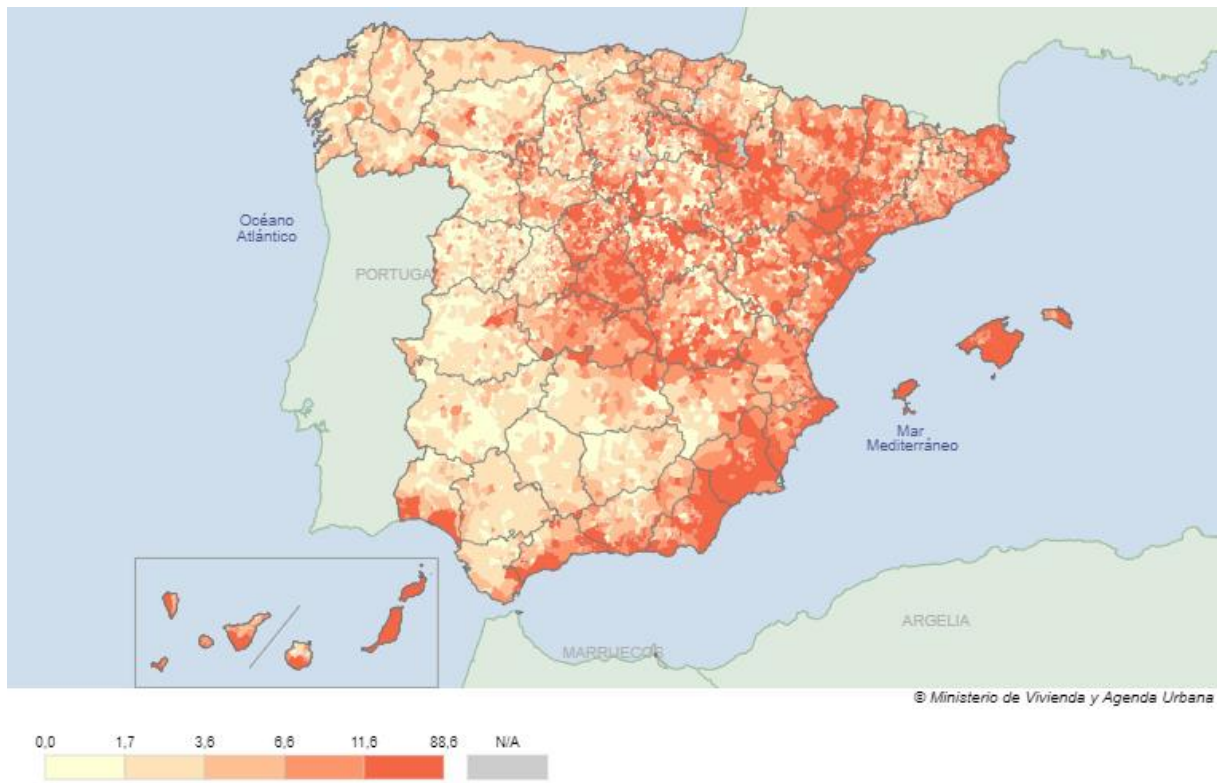 Océano
Atlántico
PORTUGA
Mar
Mediterráneo
ARGELIA
MARRUECOS
© Ministerio de Vivienda y Agenda Urbana
0,0 1,7 3,6 6,6 11,6 88,6 N/A